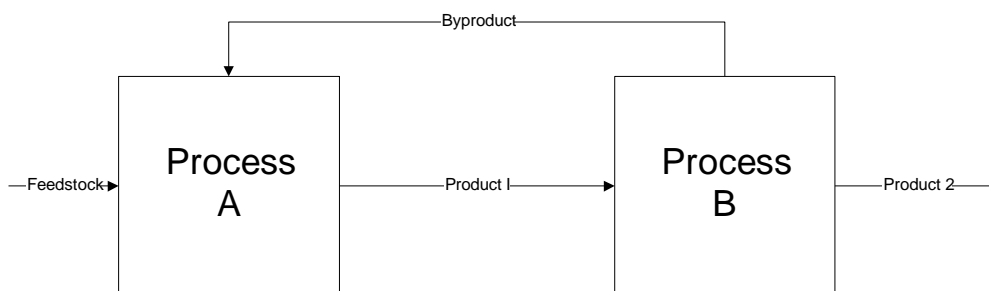 Byproduct
Process
A
Process
B
Feedstock
Product I
Product 2